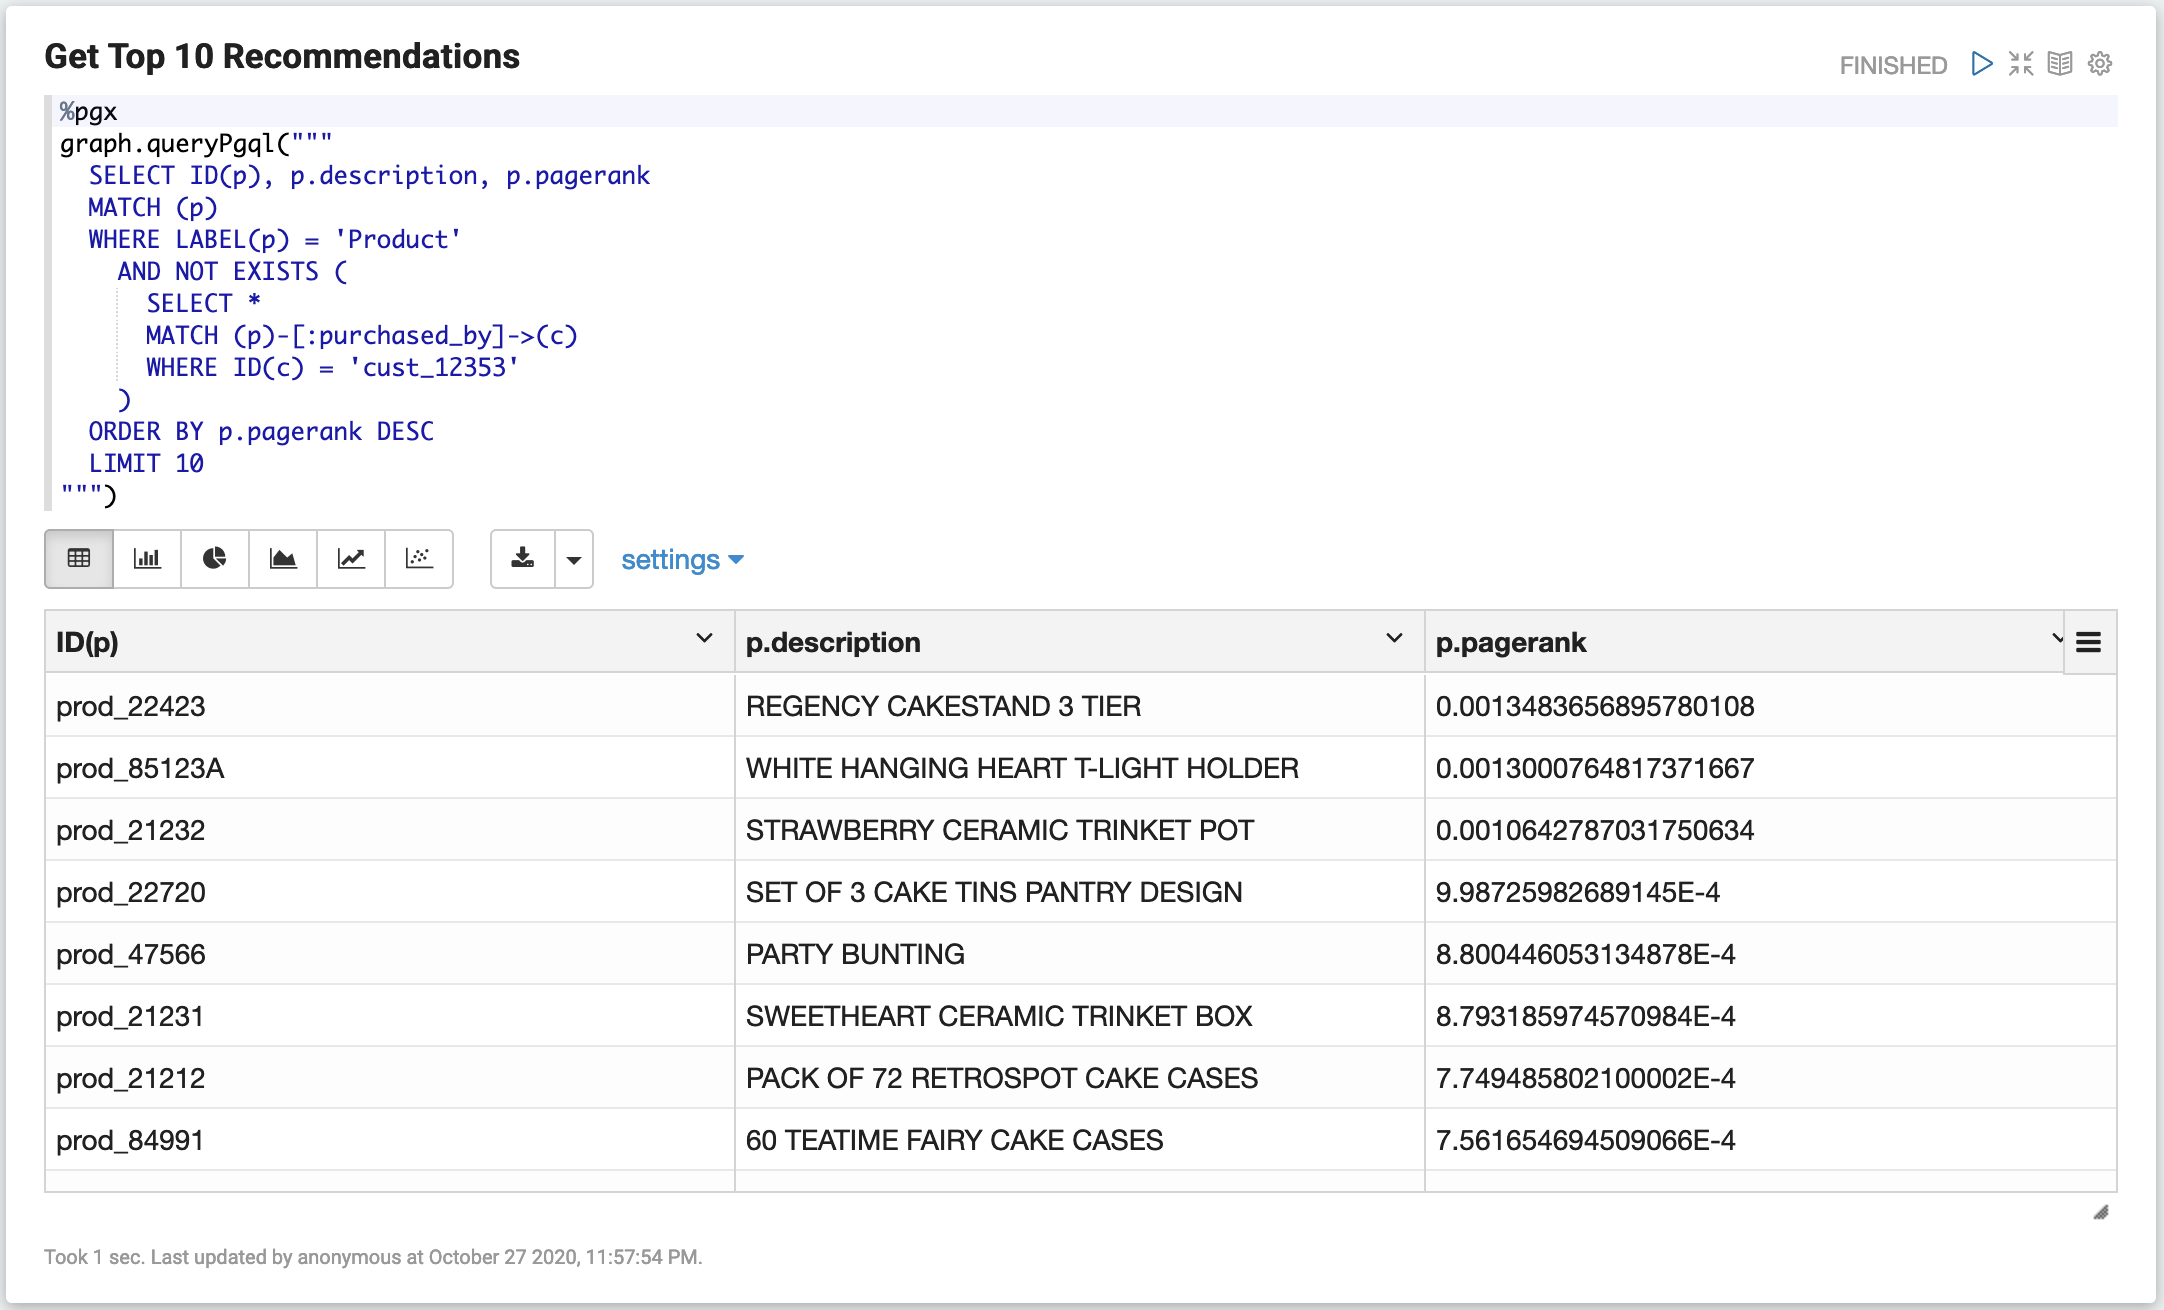 Get Top 10 Recommendations
FINISHED
%pgx
graph.queryPgql("""
  SELECT ID(p), p.description, p.pagerank
  MATCH (p)
  WHERE LABEL(p) = 'Product'
    AND NOT EXISTS (
      SELECT *
      MATCH (p)-[:purchased_by]->(c)
      WHERE ID(c) = 'cust_12353'
    )
  ORDER BY p.pagerank DESC
  LIMIT 10
""")
settings
ID(p) p.description p.pagerank
prod_22423 REGENCY CAKESTAND 3 TIER 0.0013483656895780108
prod_85123A WHITE HANGING HEART T-LIGHT HOLDER 0.0013000764817371667
prod_21232 STRAWBERRY CERAMIC TRINKET POT 0.0010642787031750634
prod_22720 SET OF 3 CAKE TINS PANTRY DESIGN 9.98725982689145E-4
prod_47566 PARTY BUNTING 8.800446053134878E-4
prod_21231 SWEETHEART CERAMIC TRINKET BOX 8.793185974570984E-4
prod_21212 PACK OF 72 RETROSPOT CAKE CASES 7.749485802100002E-4
prod_84991 60 TEATIME FAIRY CAKE CASES 7.561654694509066E-4
Took 1 sec. Last updated by anonymous at October 27 2020, 11:57:54 PM.